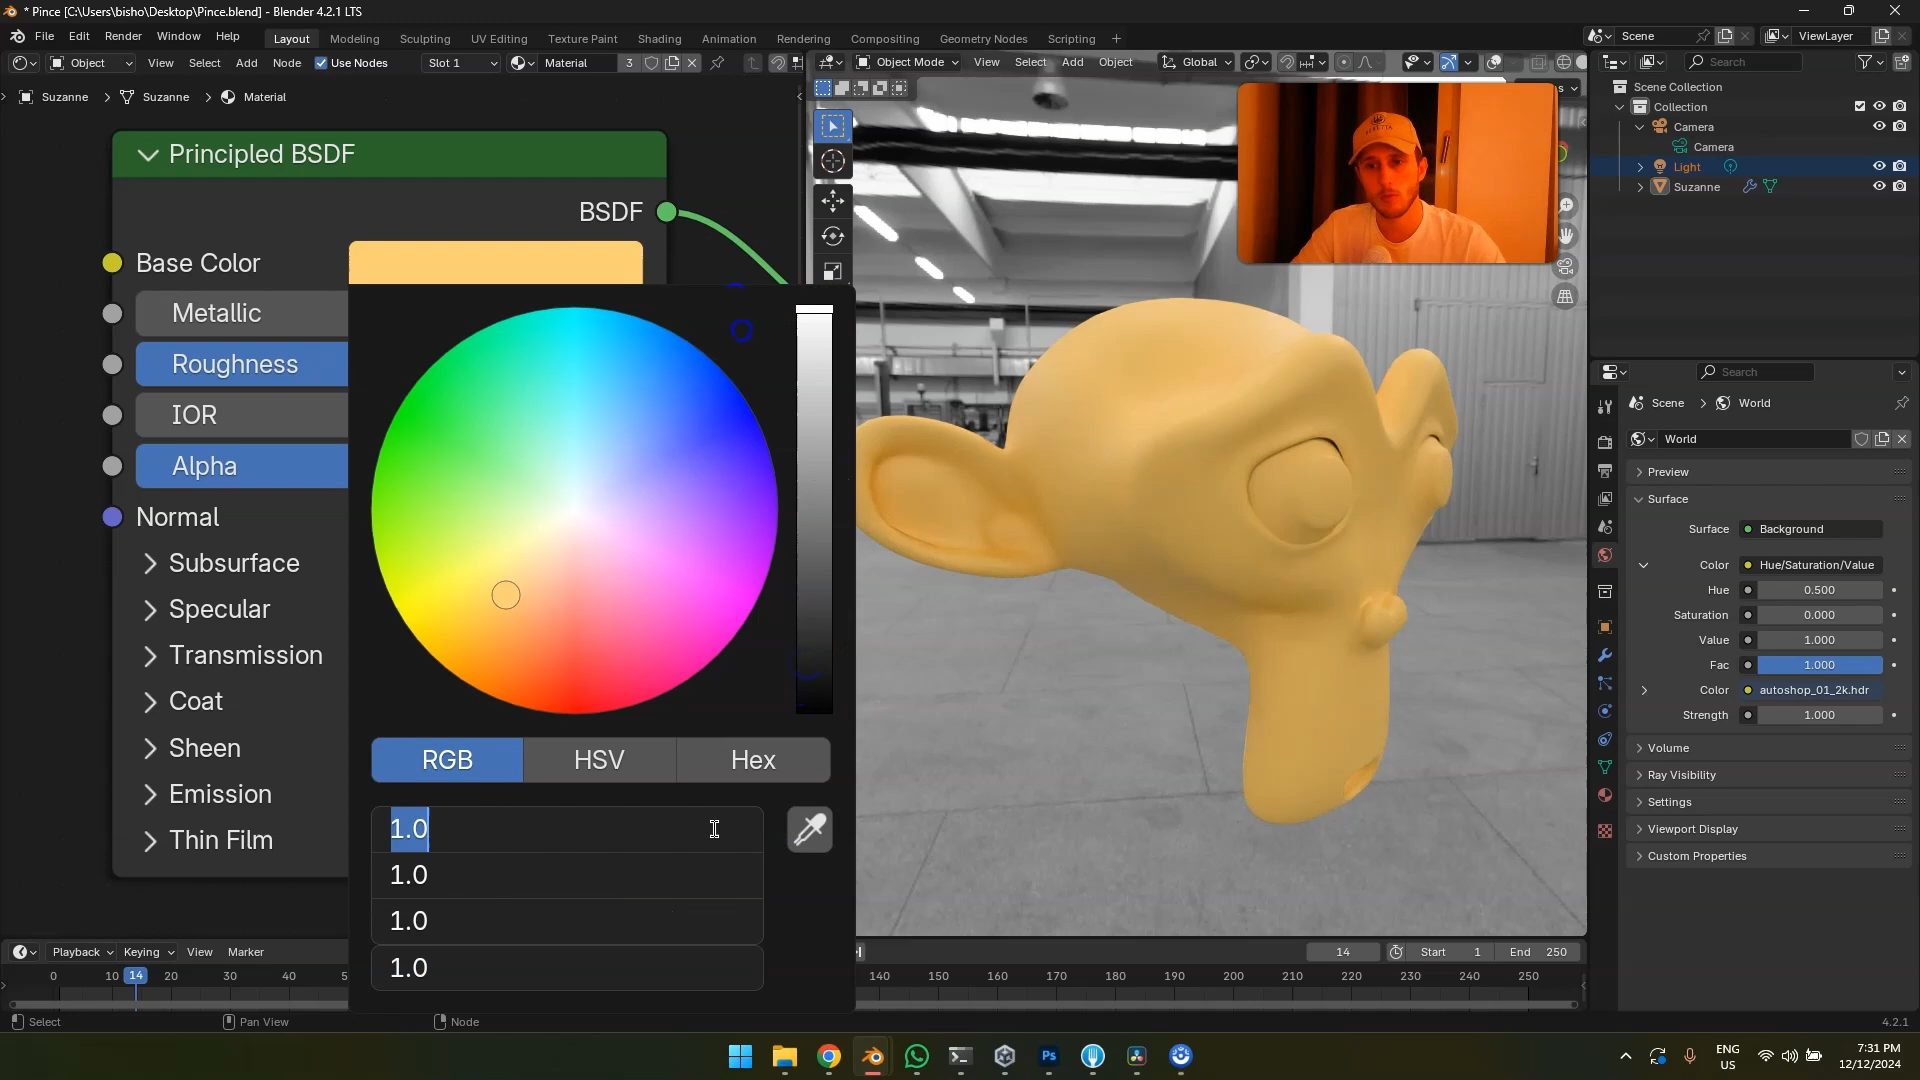 * Pince [C:\Users\bisho\Desktop\Pince.blend] - Blender 4.2.1 LTS
File Edit Render Window Help Layout Modeling Sculpting UV Editing Texture Paint Shading Animation Rendering Compositing Geometry Nodes Scripting + Scene ViewLayer
Object View Select Add Node Use Nodes Slot 1 Material 3 Object Mode View Select Add Object Global Search
Suzanne > Suzanne > Material
Scene Collection
Collection
Camera
Camera
Light
Suzanne
BERETTA
Principled BSDF
BSDF
Base Color
Metallic
Roughness
IOR
Alpha
Normal
Subsurface
Specular
Transmission
Coat
Sheen
Emission
Thin Film
RGB HSV Hex
1.0
1.0
1.0
1.0
Search
Scene > World
World
Preview
Surface
Surface Background
Color Hue/Saturation/Value
Hue 0.500
Saturation 0.000
Value 1.000
Fac 1.000
Color autoshop_01_2k.hdr
Strength 1.000
Volume
Ray Visibility
Settings
Viewport Display
Custom Properties
Playback Keying View Marker 14 Start 1 End 250
0 10 14 20 30 40 5 140 150 160 170 180 190 200 210 220 230 240 250
Select Pan View Node 4.2.1
ENG
US
7:31 PM
12/12/2024